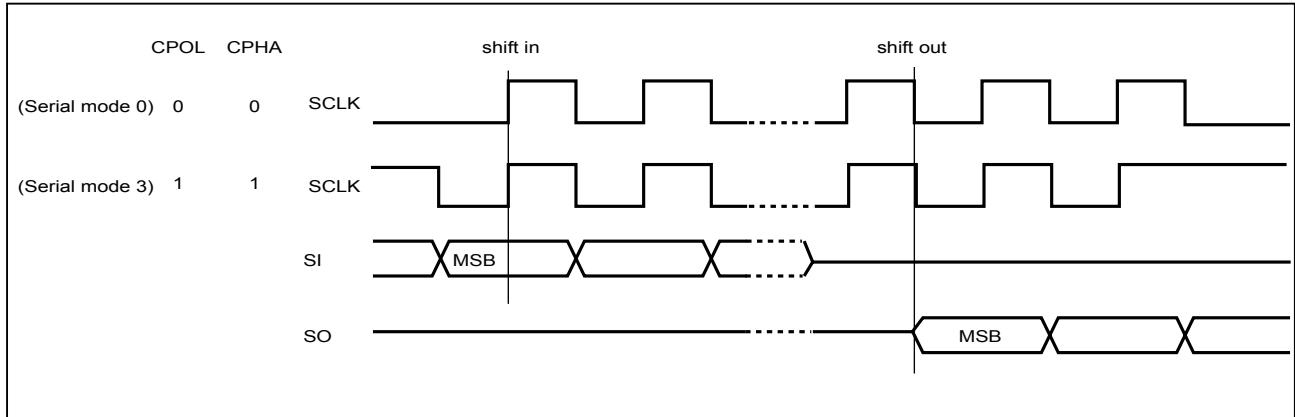 CPOL CPHA shift in shift out
(Serial mode 0) 0 0 SCLK
(Serial mode 3) 1 1 SCLK
SI MSB
SO MSB